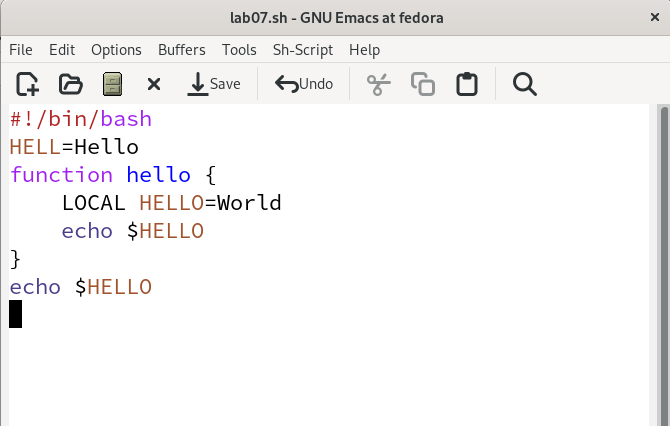 lab07.sh - GNU Emacs at fedora
File Edit Options Buffers Tools Sh-Script Help
Save Undo
#!/bin/bash
HELL=Hello
function hello {
    LOCAL HELLO=World
    echo $HELLO
}
echo $HELLO